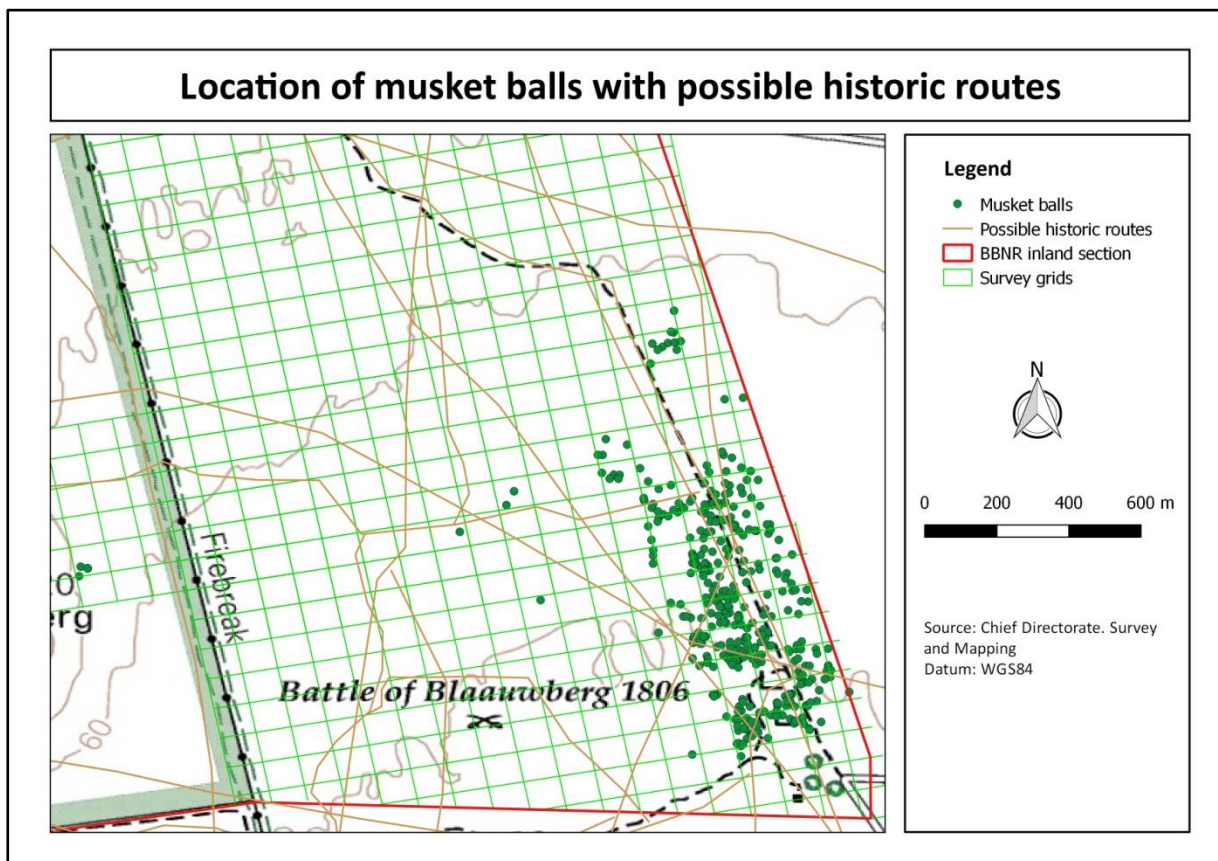 Location of musket balls with possible historic routes
Firebreak
erg
60
Battle of Blaauwberg 1806
Legend
Musket balls
Possible historic routes
BBNR inland section
Survey grids
N
0 200 400 600 m
Source: Chief Directorate. Survey
and Mapping
Datum: WGS84